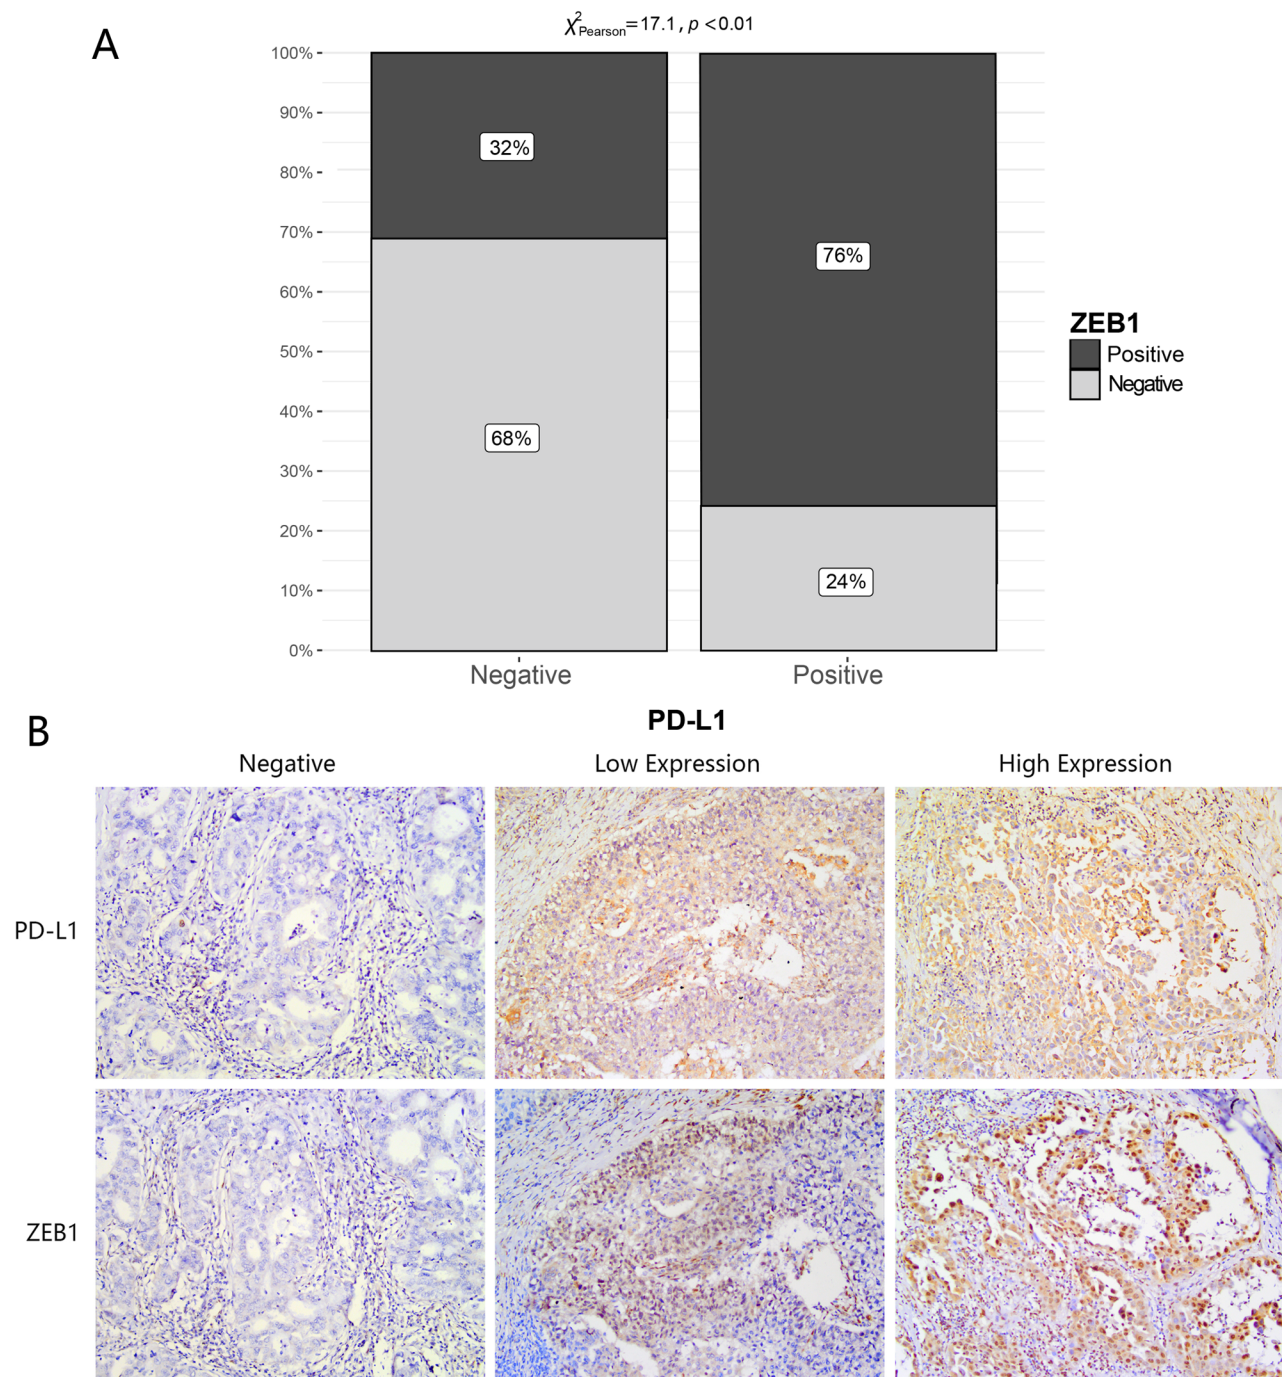 A
χ²Pearson=17.1, p <0.01
100%
90%
80%
70%
60%
50%
40%
30%
20%
10%
0%
32%
68%
76%
24%
Negative
Positive
ZEB1
Positive
Negative
PD-L1
B
Negative
Low Expression
High Expression
PD-L1
ZEB1